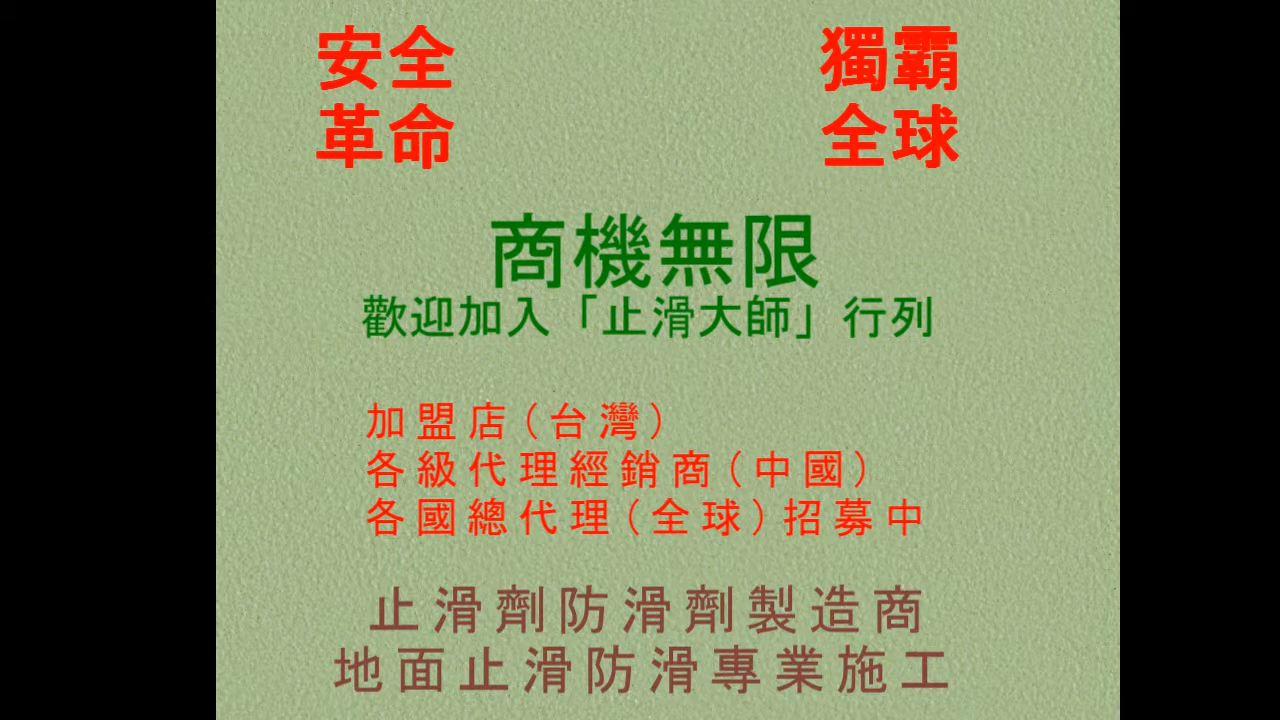 安全
革命
獨霸
全球
商機無限
歡迎加入「止滑大師」行列
加盟店(台灣)
各級代理經銷商(中國)
各國總代理(全球)招募中
止滑劑防滑劑製造商
地面止滑防滑專業施工